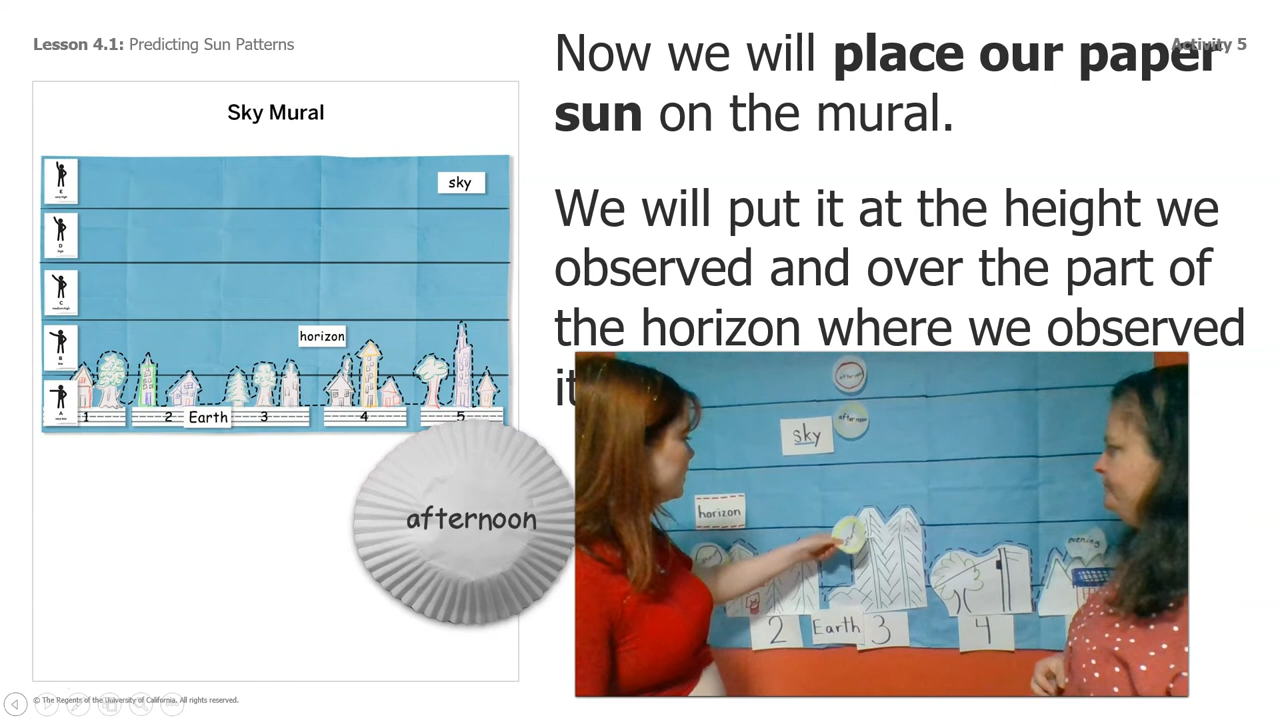 Lesson 4.1: Predicting Sun Patterns
Activity 5
Now we will place our paper
sun on the mural.
We will put it at the height we
observed and over the part of
the horizon where we observed
it
Sky Mural
E
sky
D
C
horizon
B
A
1 2 Earth 3 4 5
afternoon
afternoon
sky
horizon
evening
2 Earth 3 4
© The Regents of the University of California. All rights reserved.